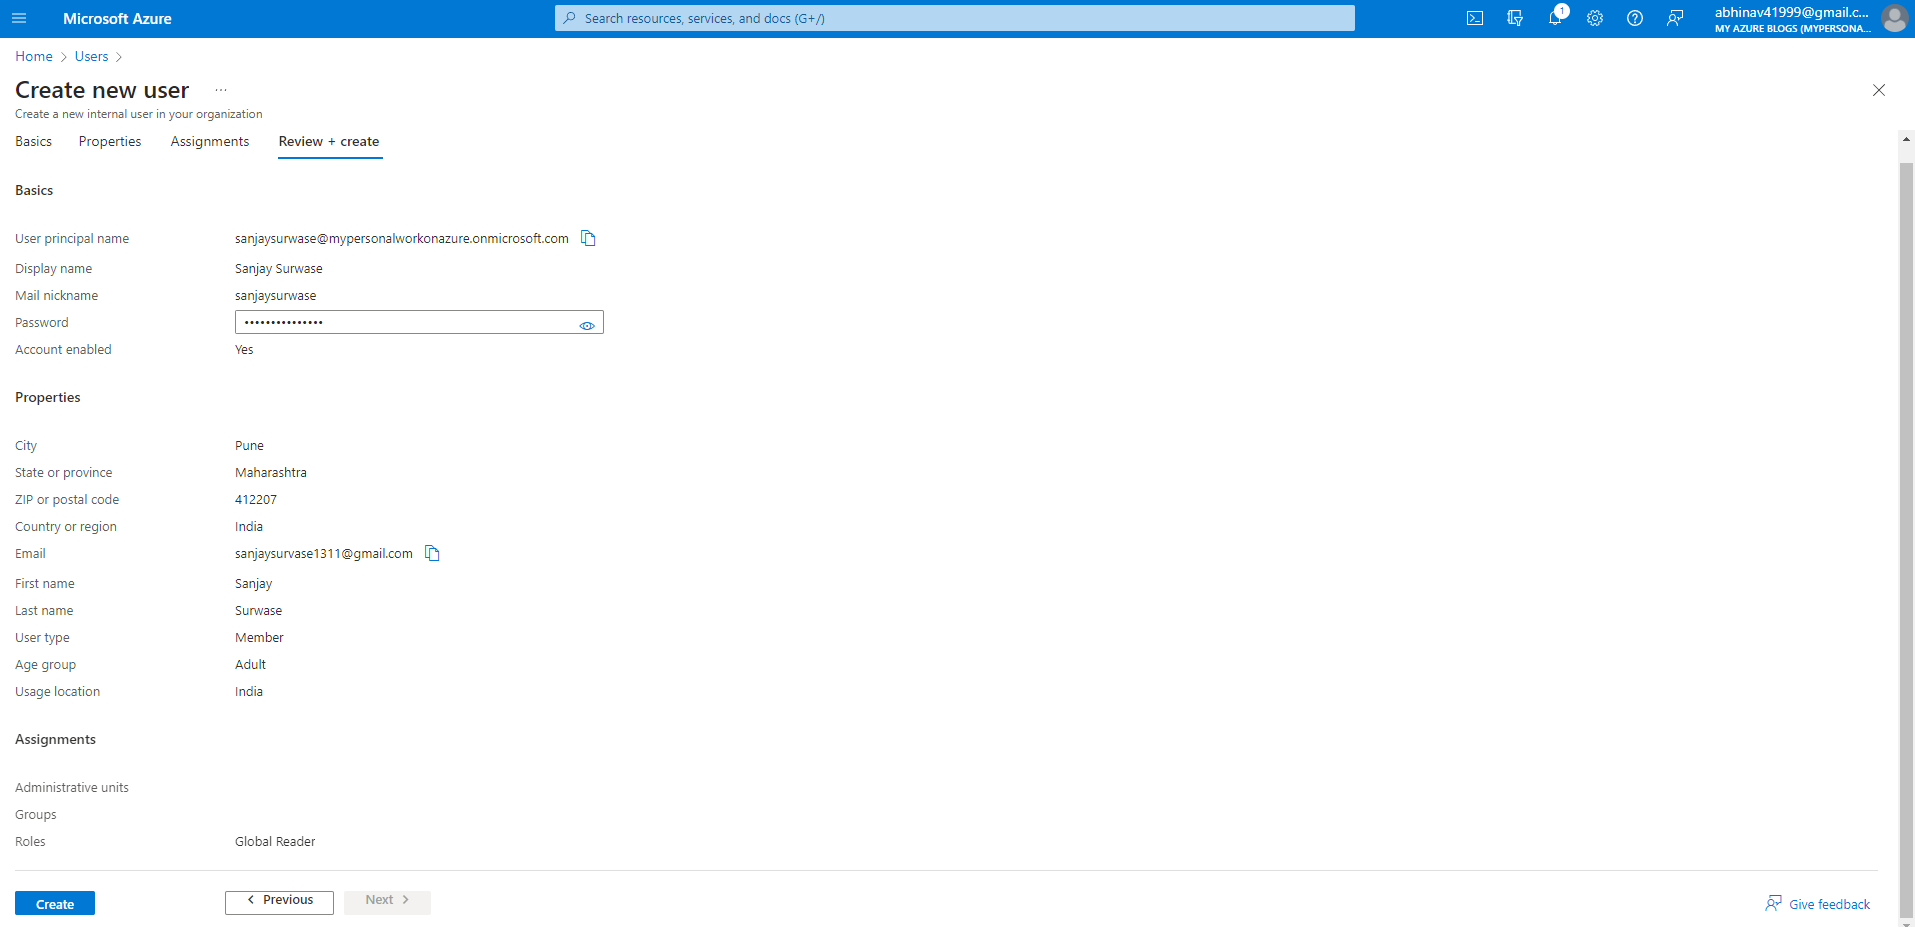 Microsoft Azure
Search resources, services, and docs (G+/)
1
abhinav41999@gmail.c...
MY AZURE BLOGS (MYPERSONA...
Home > Users >
Create new user ...
Create a new internal user in your organization
Basics Properties Assignments Review + create
Basics
User principal name sanjaysurwase@mypersonalworkonazure.onmicrosoft.com
Display name Sanjay Surwase
Mail nickname sanjaysurwase
Password •••••••••••••••
Account enabled Yes
Properties
City Pune
State or province Maharashtra
ZIP or postal code 412207
Country or region India
Email sanjaysurvase1311@gmail.com
First name Sanjay
Last name Surwase
User type Member
Age group Adult
Usage location India
Assignments
Administrative units
Groups
Roles Global Reader
Create < Previous Next > Give feedback